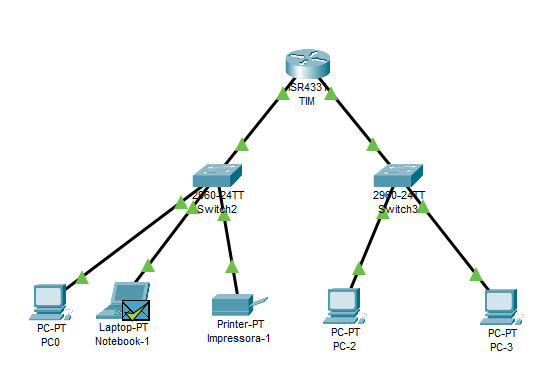 ISR4331
TIM
2960-24TT
Switch2
2960-24TT
Switch3
PC-PT
PC0
Laptop-PT
Notebook-1
Printer-PT
Impressora-1
PC-PT
PC-2
PC-PT
PC-3